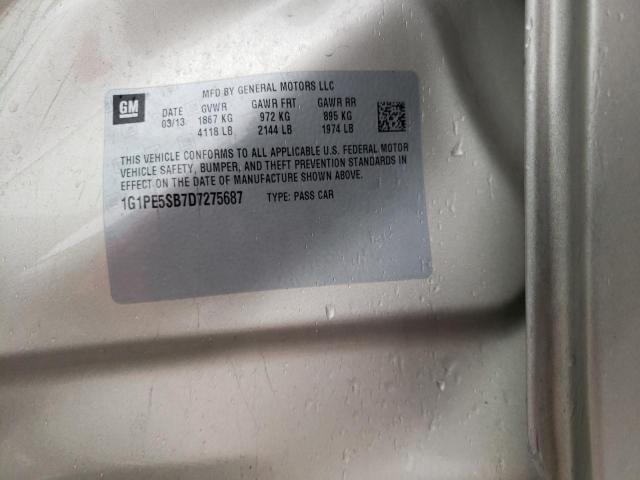 MFD BY GENERAL MOTORS LLC
GM
DATE GVWR GAWR FRT GAWR RR
03/13 1867 KG 972 KG 895 KG
4118 LB 2144 LB 1974 LB
THIS VEHICLE CONFORMS TO ALL APPLICABLE U.S. FEDERAL MOTOR
VEHICLE SAFETY, BUMPER, AND THEFT PREVENTION STANDARDS IN
EFFECT ON THE DATE OF MANUFACTURE SHOWN ABOVE.
1G1PE5SB7D7275687 TYPE: PASS CAR